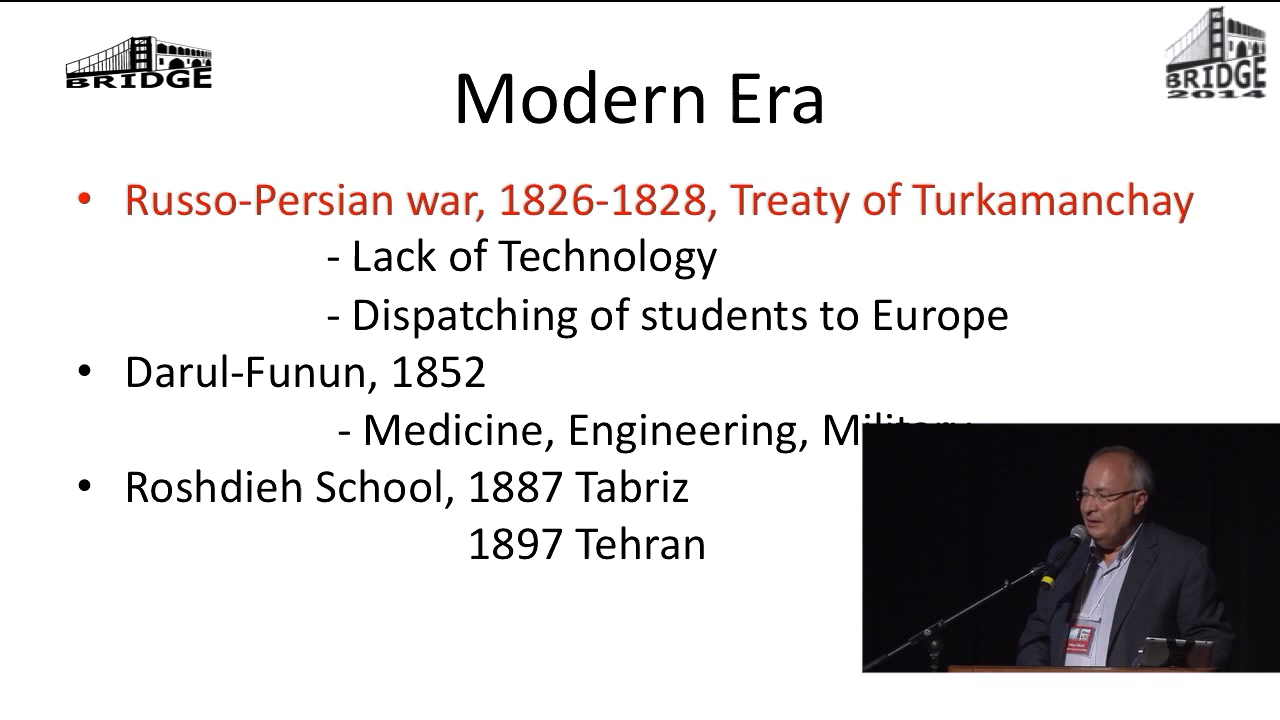 BRIDGE
BRIDGE
2014
Modern Era
• Russo-Persian war, 1826-1828, Treaty of Turkamanchay
- Lack of Technology
- Dispatching of students to Europe
• Darul-Funun, 1852
- Medicine, Engineering, Military
• Roshdieh School, 1887 Tabriz
1897 Tehran